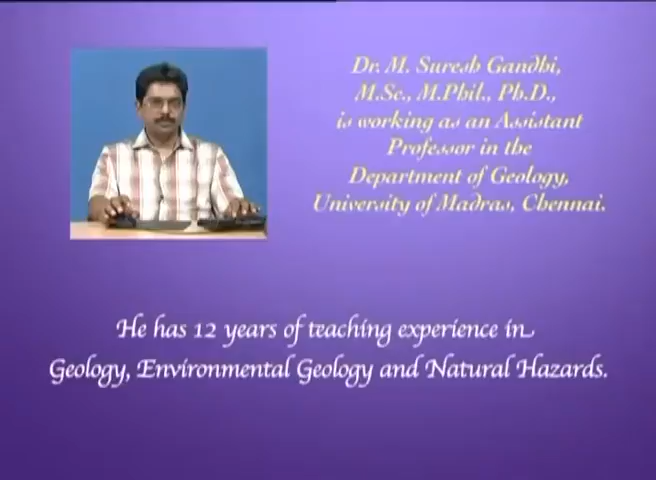 Dr. M. Suresh Gandhi,
M.Sc., M.Phil., Ph.D.,
is working as an Assistant
Professor in the
Department of Geology,
University of Madras, Chennai.
He has 12 years of teaching experience in
Geology, Environmental Geology and Natural Hazards.